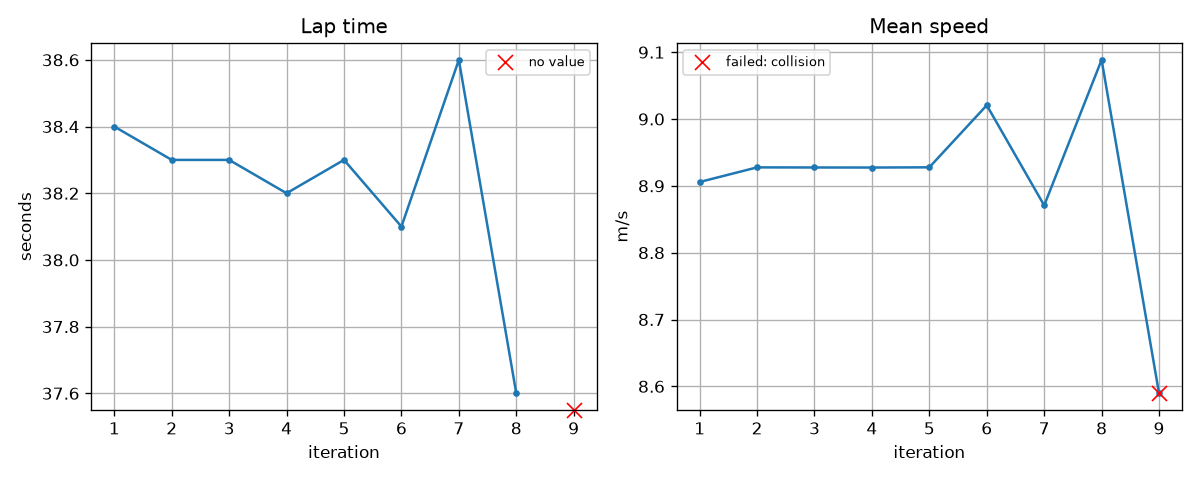 Lap time
38.6
38.4
38.2
38.0
37.8
37.6
seconds
no value
1 2 3 4 5 6 7 8 9
iteration
Mean speed
9.1
9.0
8.9
8.8
8.7
8.6
m/s
failed: collision
1 2 3 4 5 6 7 8 9
iteration